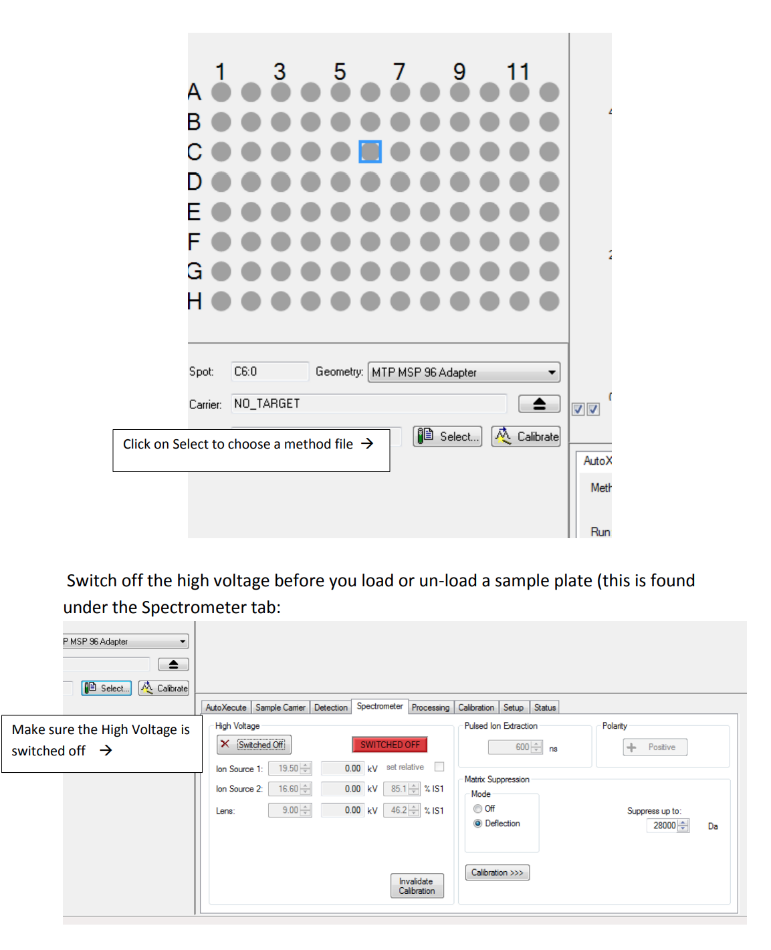 1 3 5 7 9 11
A
B
C
D
E
F
G
H
Spot: C6:0 Geometry: MTP MSP 96 Adapter
Carrier: NO_TARGET
Click on Select to choose a method file → Select... Calibrate
AutoX
Meth
Run
Switch off the high voltage before you load or un-load a sample plate (this is found
under the Spectrometer tab:
P MSP 96 Adapter
Select... Calibrate
AutoXecute Sample Carrier Detection Spectrometer Processing Calibration Setup Status
Make sure the High Voltage is
switched off →
High Voltage Pulsed Ion Extraction Polarity
Switched Off SWITCHED OFF 600 ns + Positive
Ion Source 1: 19.50 0.00 kV set relative
Ion Source 2: 16.60 0.00 kV 85.1 % IS1
Lens: 9.00 0.00 kV 46.2 % IS1
Matrix Suppression
Mode
Off
Deflection
Suppress up to:
28000 Da
Calibration >>>
Invalidate
Calibration